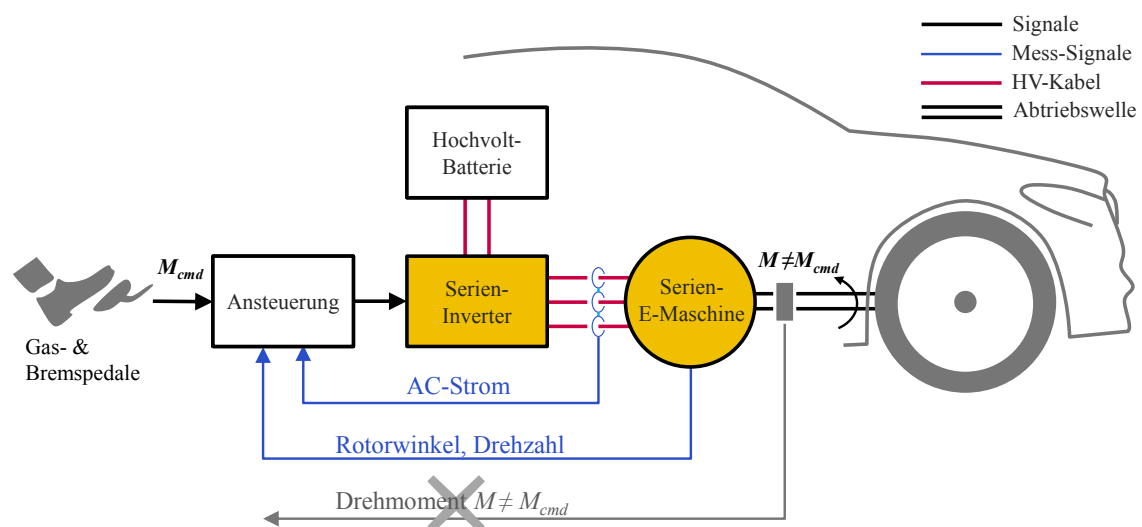 Signale
Mess-Signale
HV-Kabel
Abtriebswelle
Hochvolt-
Batterie
M_cmd
Ansteuerung
Serien-
Inverter
Serien-
E-Maschine
M≠M_cmd
Gas- &
Bremspedale
AC-Strom
Rotorwinkel, Drehzahl
Drehmoment M ≠ M_cmd